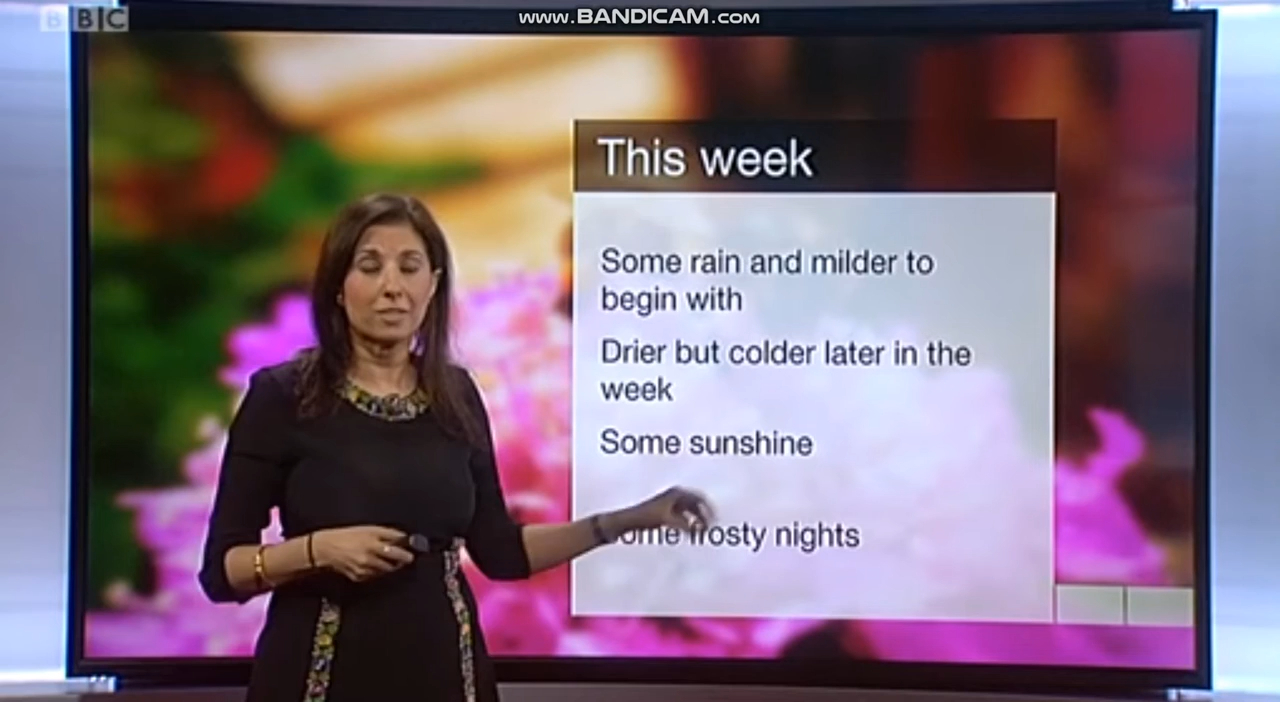 BBC
www.BANDICAM.com
This week
Some rain and milder to
begin with
Drier but colder later in the
week
Some sunshine
Some frosty nights